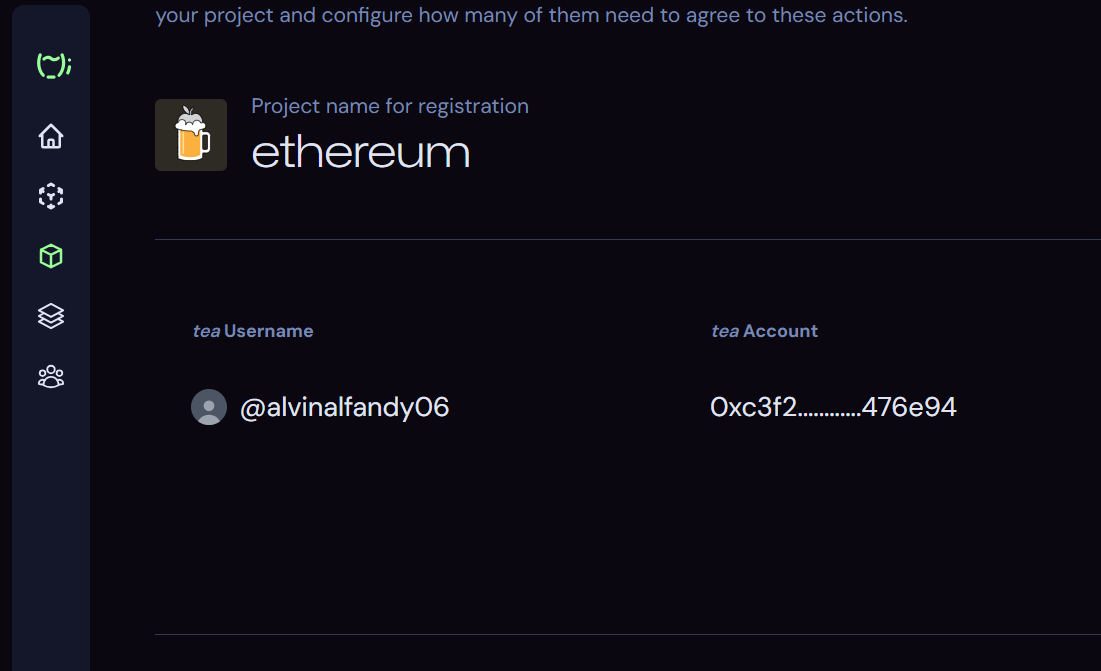 your project and configure how many of them need to agree to these actions.
Project name for registration
ethereum
tea Username
tea Account
@alvinalfandy06
0xc3f2............476e94